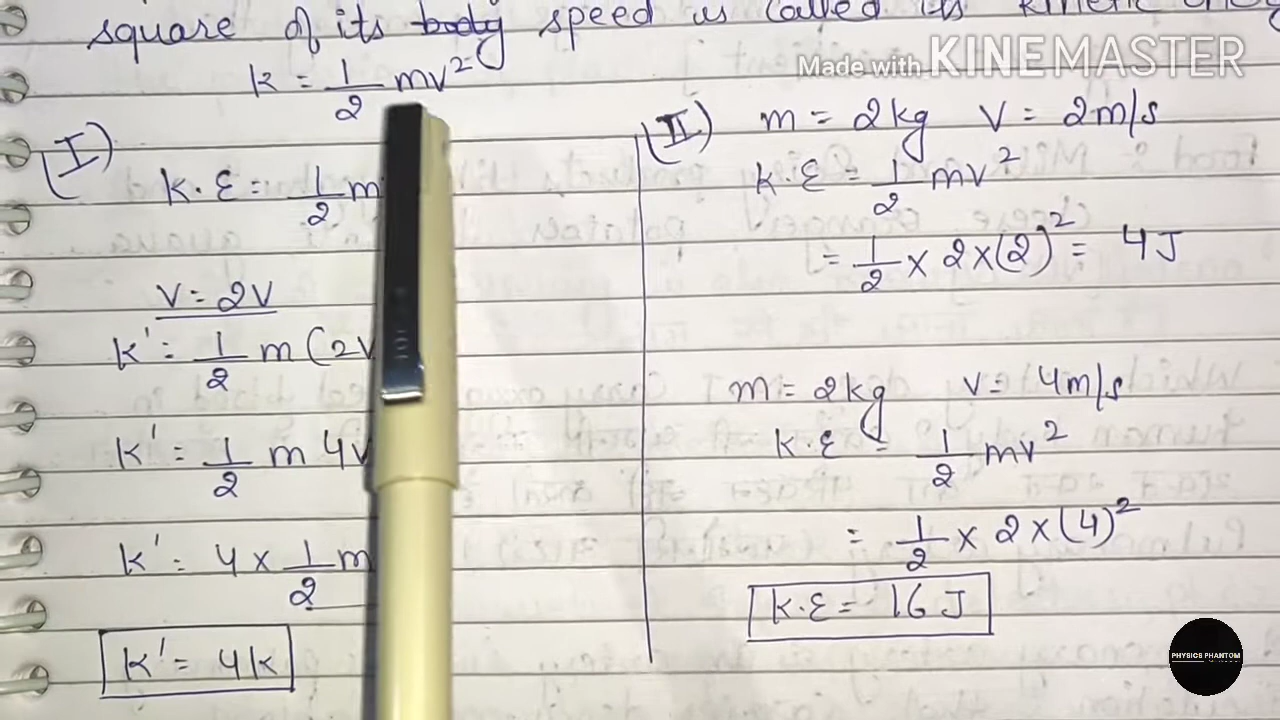 square of its body speed is called its kinetic
k = 1/2 mv²
Made with KINEMASTER
(I)
K.E = 1/2 m
V = 2V
K' = 1/2 m (2V
K' = 1/2 m 4V
K' = 4 x 1/2 m
K' = 4K
(II) m = 2kg V = 2m/s
K.E = 1/2 mv²
= 1/2 x 2 x (2)² = 4J
m = 2kg V = 4m/s
K.E = 1/2 mv²
= 1/2 x 2 x (4)²
K.E = 16 J
PHYSICS PHANTOM